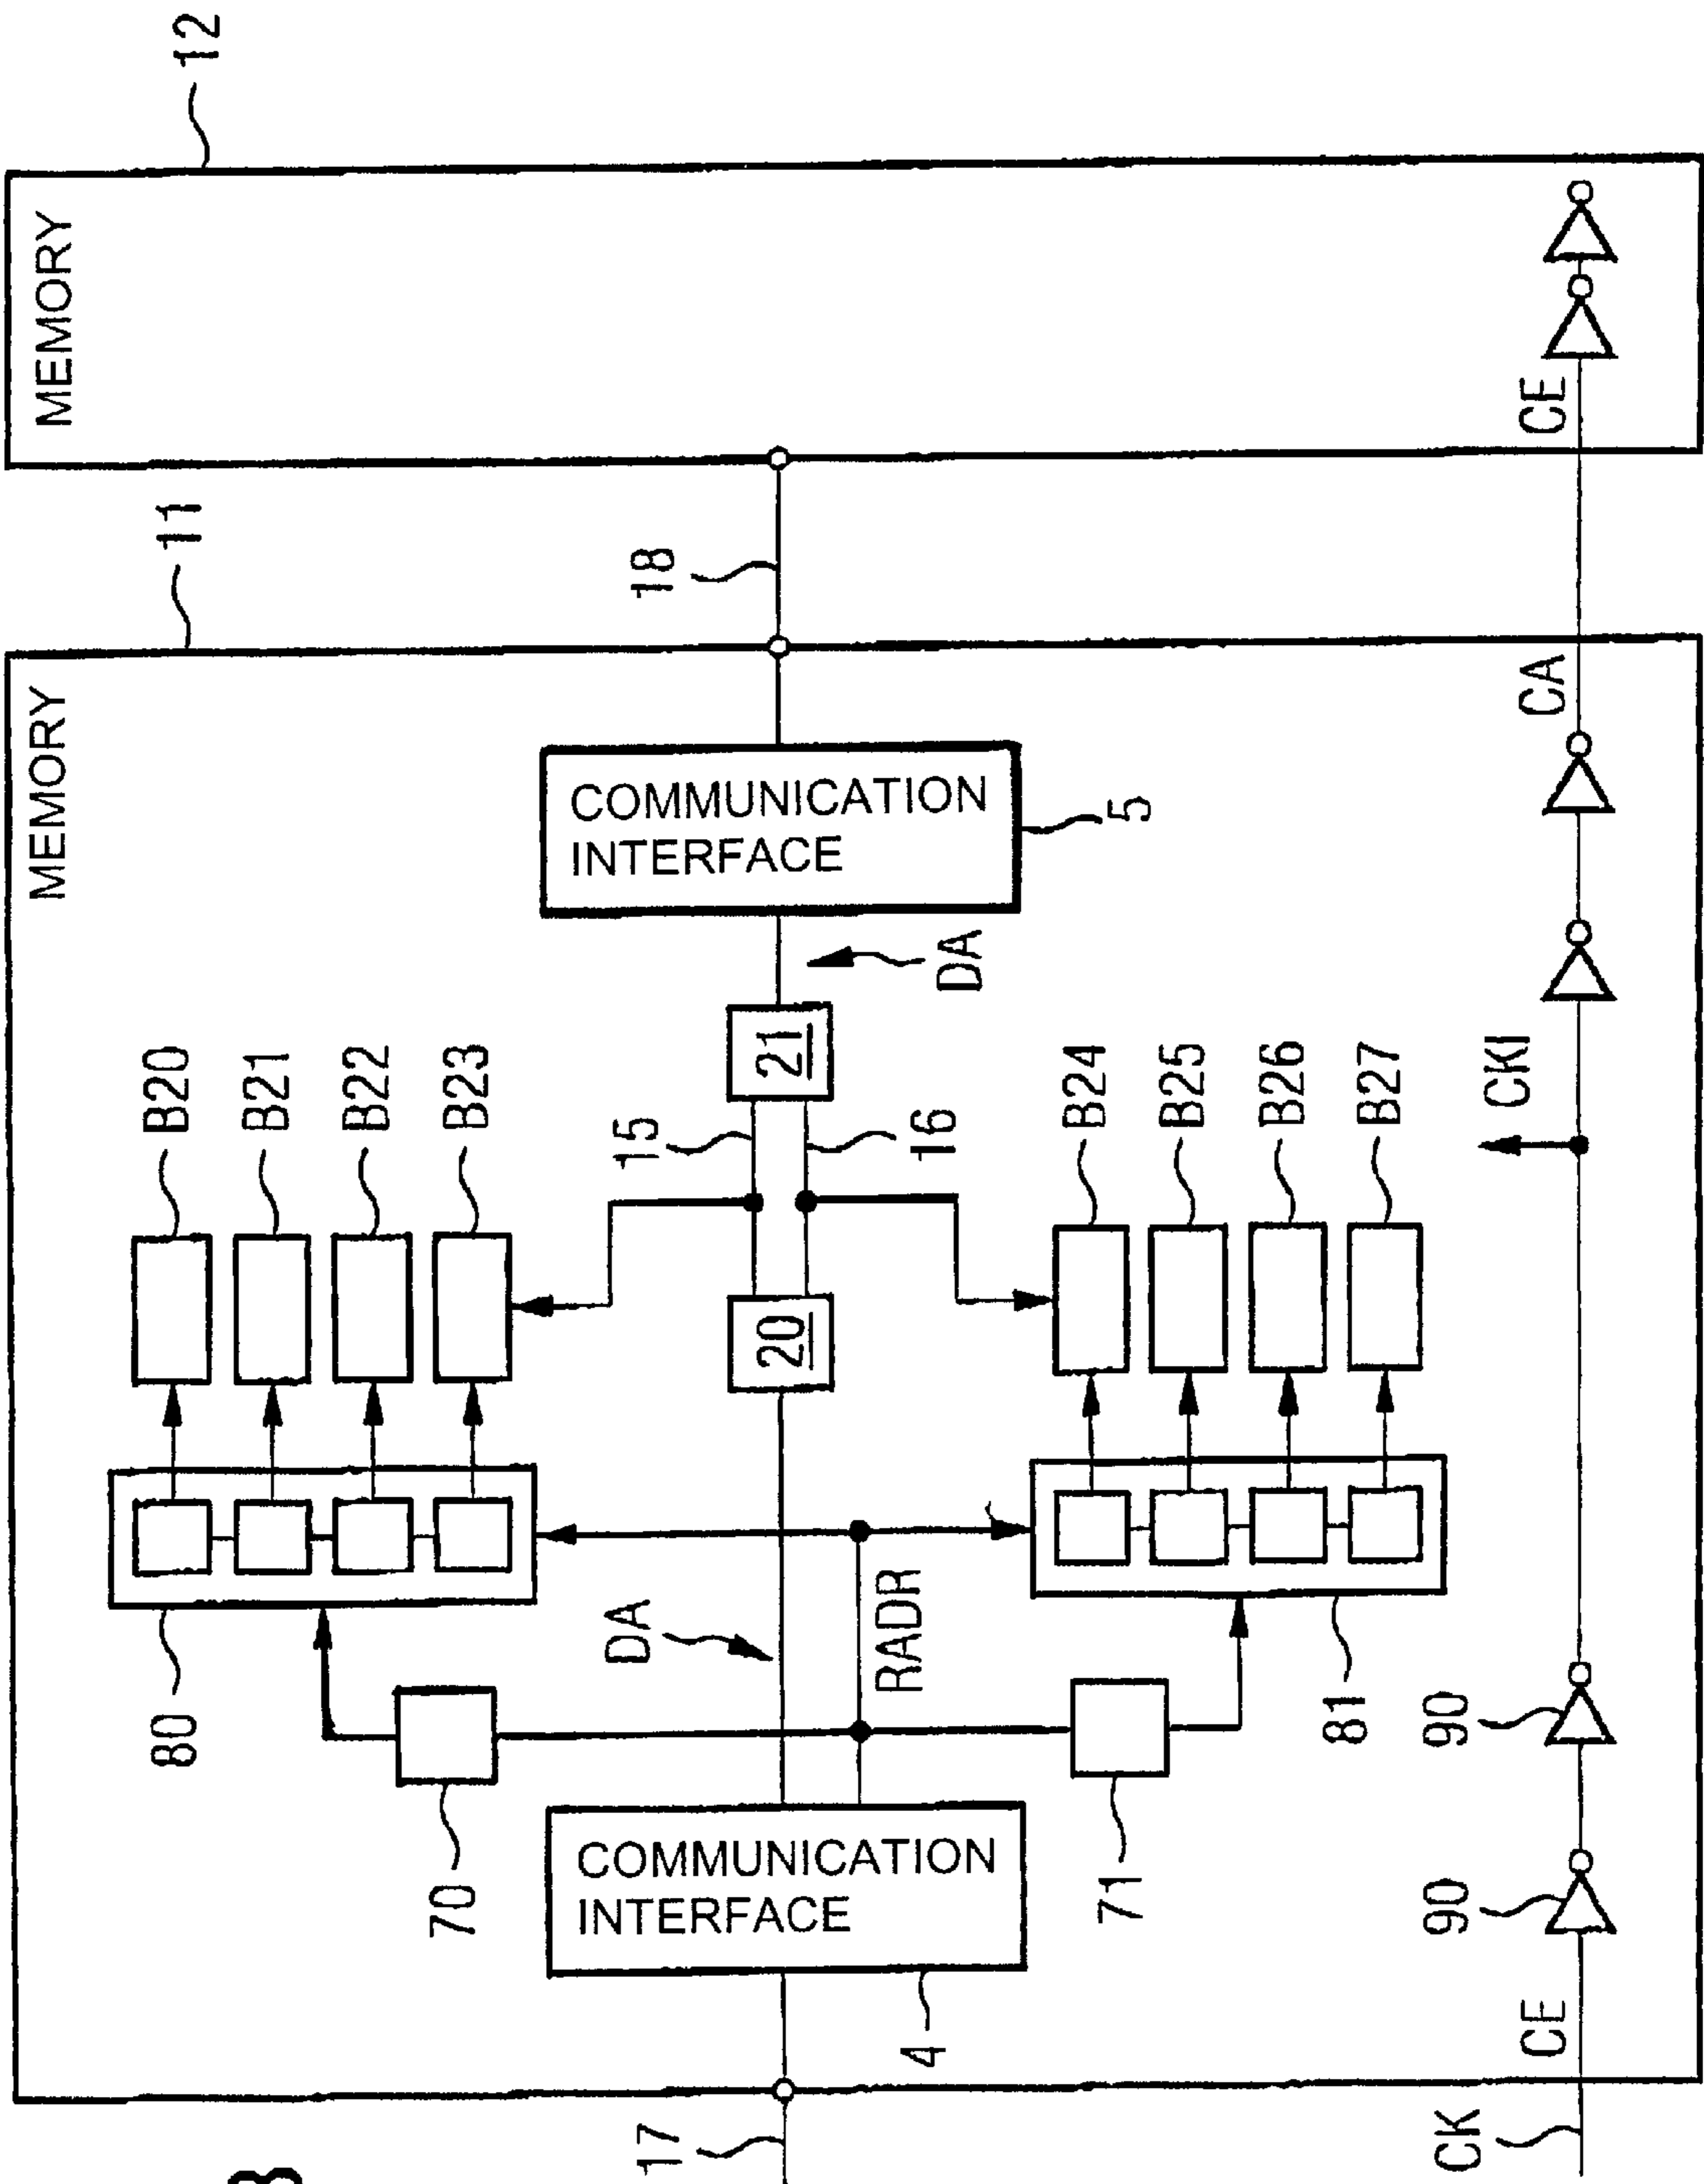 MEMORY
11
MEMORY
12
B20
B21
B22
B23
80
70
COMMUNICATION
INTERFACE
4
17
DA
20
15
21
16
DA
COMMUNICATION
INTERFACE
5
18
RADR
71
81
B24
B25
B26
B27
CK
CE
90
90
CKI
CA
CE
8